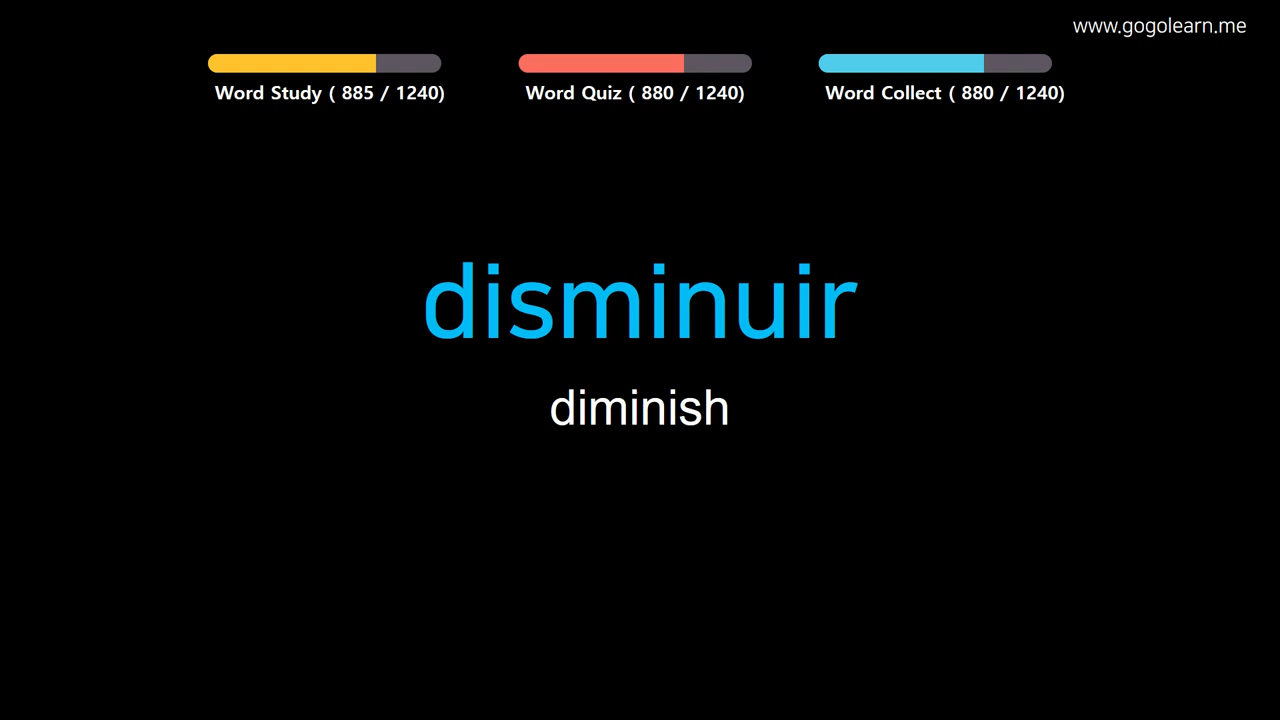 www.gogolearn.me
Word Study ( 885 / 1240)
Word Quiz ( 880 / 1240)
Word Collect ( 880 / 1240)
disminuir
diminish